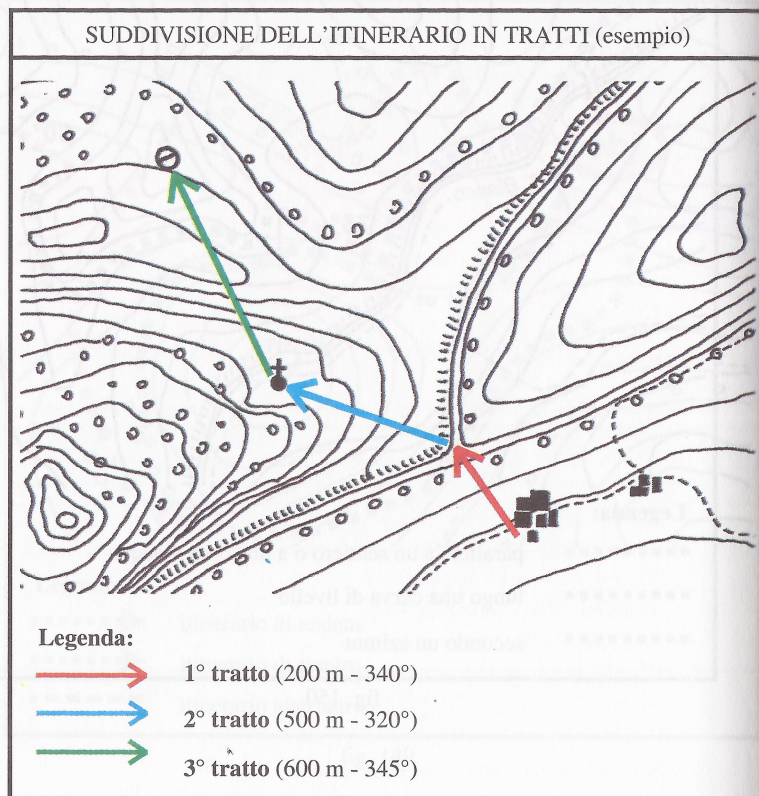 SUDDIVISIONE DELL'ITINERARIO IN TRATTI (esempio)
Legenda:
1° tratto (200 m - 340°)
2° tratto (500 m - 320°)
3° tratto (600 m - 345°)